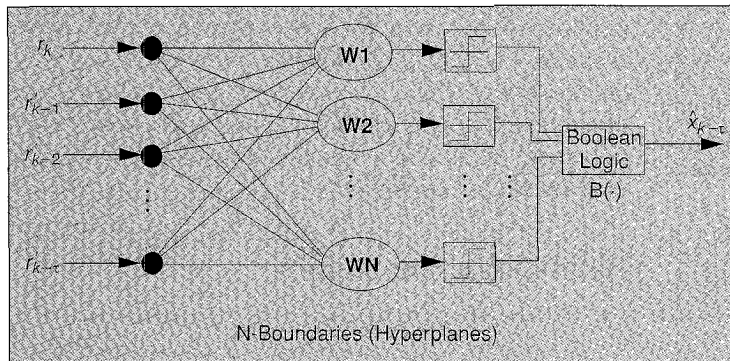 r_k
W1
r_{k-1}
W2
r_{k-2}
Boolean
Logic
B(·)
x̂_{k-τ}
r_{k-τ}
WN
N-Boundaries (Hyperplanes)